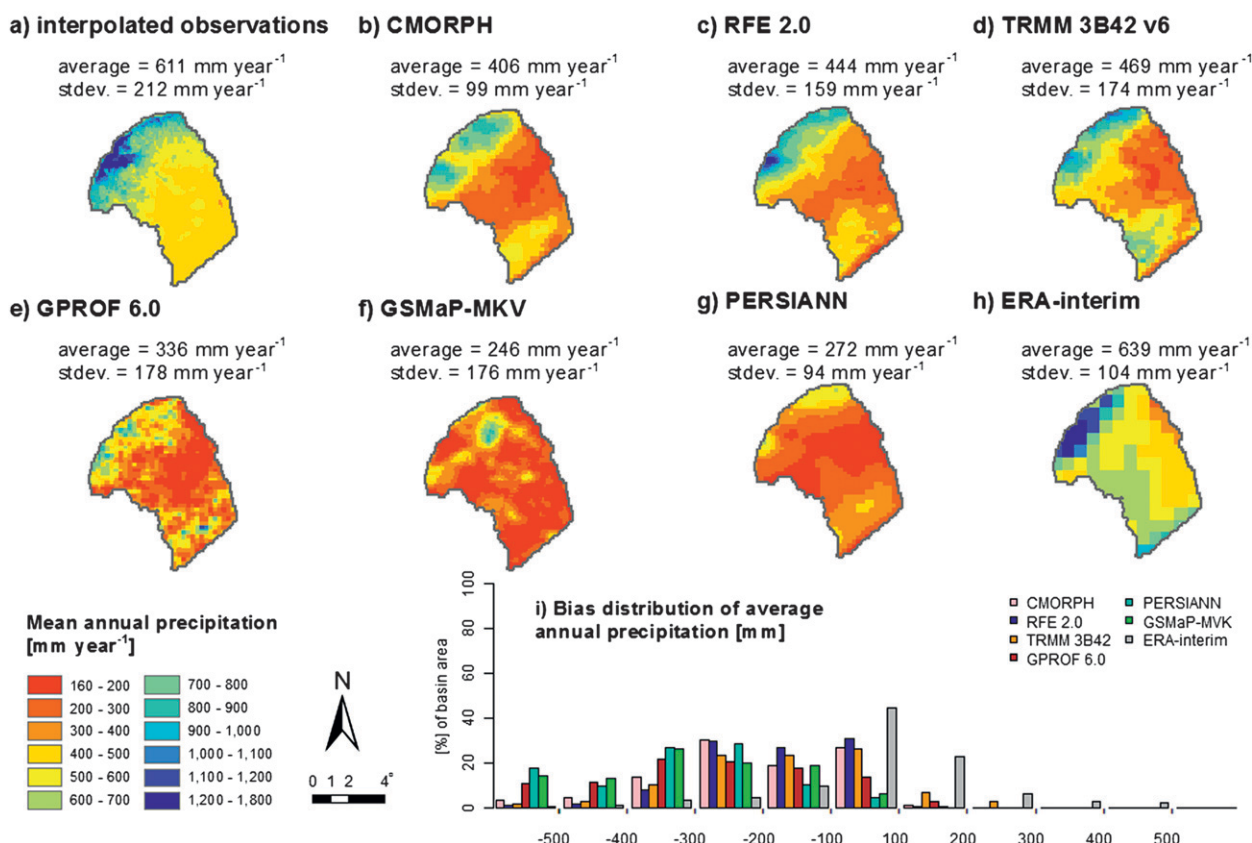 a) interpolated observations
average = 611 mm year⁻¹
stdev. = 212 mm year⁻¹
b) CMORPH
average = 406 mm year⁻¹
stdev. = 99 mm year⁻¹
c) RFE 2.0
average = 444 mm year⁻¹
stdev. = 159 mm year⁻¹
d) TRMM 3B42 v6
average = 469 mm year⁻¹
stdev. = 174 mm year⁻¹
e) GPROF 6.0
average = 336 mm year⁻¹
stdev. = 178 mm year⁻¹
f) GSMaP-MKV
average = 246 mm year⁻¹
stdev. = 176 mm year⁻¹
g) PERSIANN
average = 272 mm year⁻¹
stdev. = 94 mm year⁻¹
h) ERA-interim
average = 639 mm year⁻¹
stdev. = 104 mm year⁻¹
Mean annual precipitation
[mm year⁻¹]
160 - 200
200 - 300
300 - 400
400 - 500
500 - 600
600 - 700
700 - 800
800 - 900
900 - 1,000
1,000 - 1,100
1,100 - 1,200
1,200 - 1,800
N
0 1 2 4°
i) Bias distribution of average
annual precipitation [mm]
CMORPH
RFE 2.0
TRMM 3B42
GPROF 6.0
PERSIANN
GSMaP-MVK
ERA-interim
[%] of basin area
100
80
60
40
20
0
-500 -400 -300 -200 -100 100 200 300 400 500